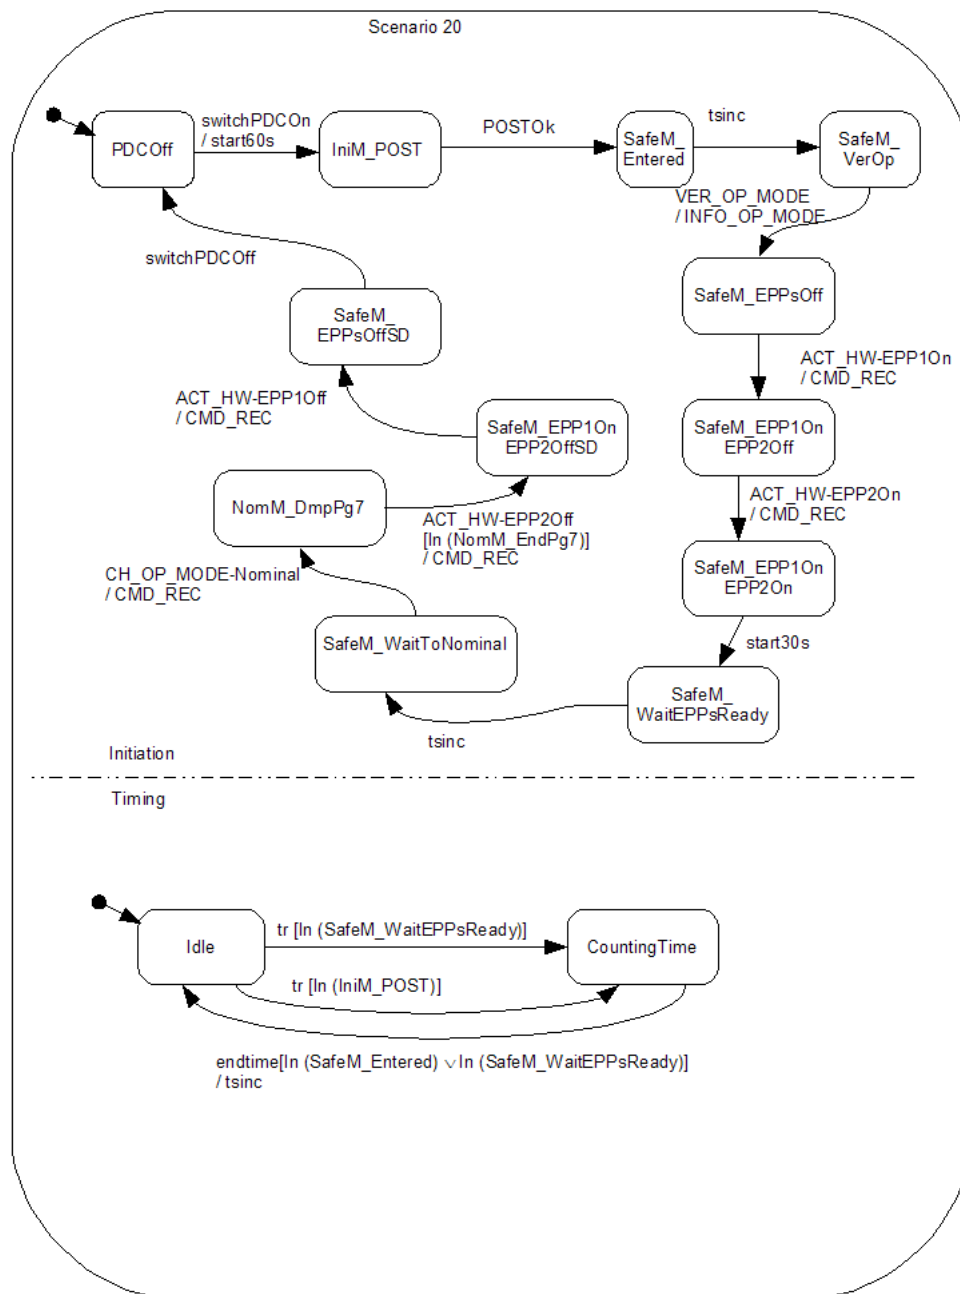 Scenario 20
switchPDCOn
/ start60s
PDCOff
IniM_POST
POSTOk
SafeM_
Entered
tsinc
SafeM_
VerOp
VER_OP_MODE
/ INFO_OP_MODE
switchPDCOff
SafeM_EPPsOff
SafeM_
EPPsOffSD
ACT_HW-EPP1On
/ CMD_REC
ACT_HW-EPP1Off
/ CMD_REC
SafeM_EPP1On
EPP2OffSD
SafeM_EPP1On
EPP2Off
NomM_DmpPg7
ACT_HW-EPP2Off
[In (NomM_EndPg7)]
/ CMD_REC
ACT_HW-EPP2On
/ CMD_REC
CH_OP_MODE-Nominal
/ CMD_REC
SafeM_EPP1On
EPP2On
SafeM_WaitToNominal
start30s
SafeM_
WaitEPPsReady
tsinc
Initiation
Timing
Idle
tr [In (SafeM_WaitEPPsReady)]
CountingTime
tr [In (IniM_POST)]
endtime[In (SafeM_Entered) ∨ In (SafeM_WaitEPPsReady)]
/ tsinc